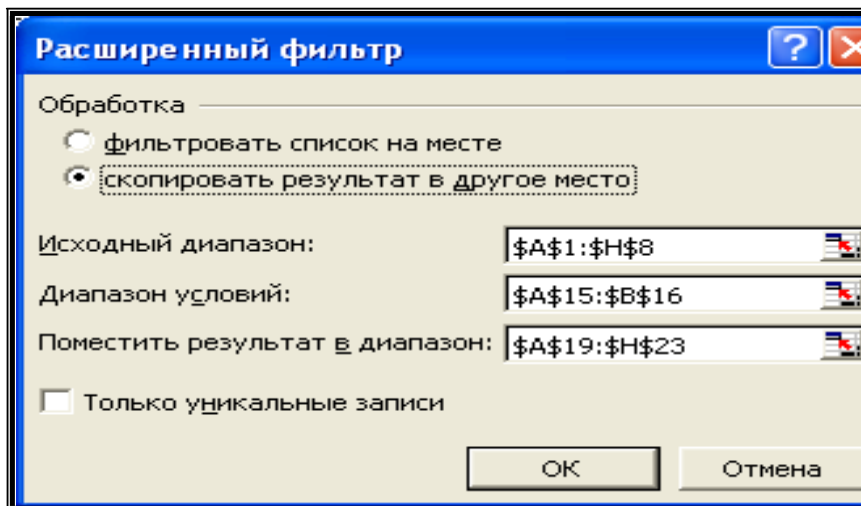 Расширенный фильтр
Обработка
фильтровать список на месте
скопировать результат в другое место
Исходный диапазон: $A$1:$H$8
Диапазон условий: $A$15:$B$16
Поместить результат в диапазон: $A$19:$H$23
Только уникальные записи
OK Отмена